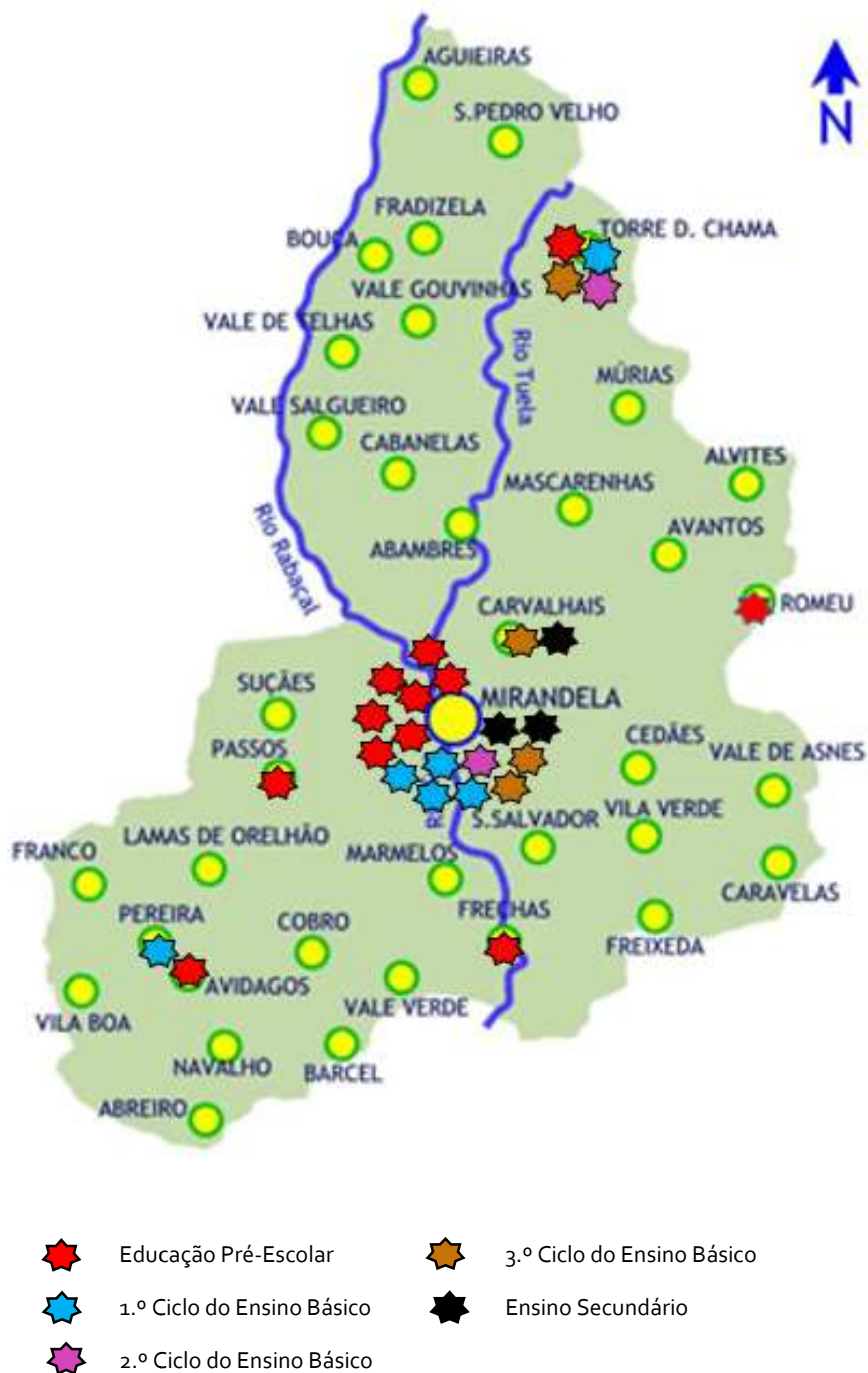 AGUIEIRAS
N
S.PEDRO VELHO
FRADIZELA
TORRE D. CHAMA
BOUÇA
VALE GOUVINHAS
VALE DE TELHAS
Rio Tuela
MÚRIAS
VALE SALGUEIRO
CABANELAS
ALVITES
MASCARENHAS
AVANTOS
Rio Rabaçal
ABAMBRES
CARVALHAIS
ROMEU
SUÇÃES
MIRANDELA
PASSOS
CEDÃES
VALE DE ASNES
R
S.SALVADOR
VILA VERDE
LAMAS DE ORELHÃO
FRANCO
MARMELOS
CARAVELAS
PEREIRA
COBRO
FRECHAS
FREIXEDA
AVIDAGOS
VALE VERDE
VILA BOA
NAVALHO
BARCEL
ABREIRO
Educação Pré-Escolar
3.º Ciclo do Ensino Básico
1.º Ciclo do Ensino Básico
Ensino Secundário
2.º Ciclo do Ensino Básico